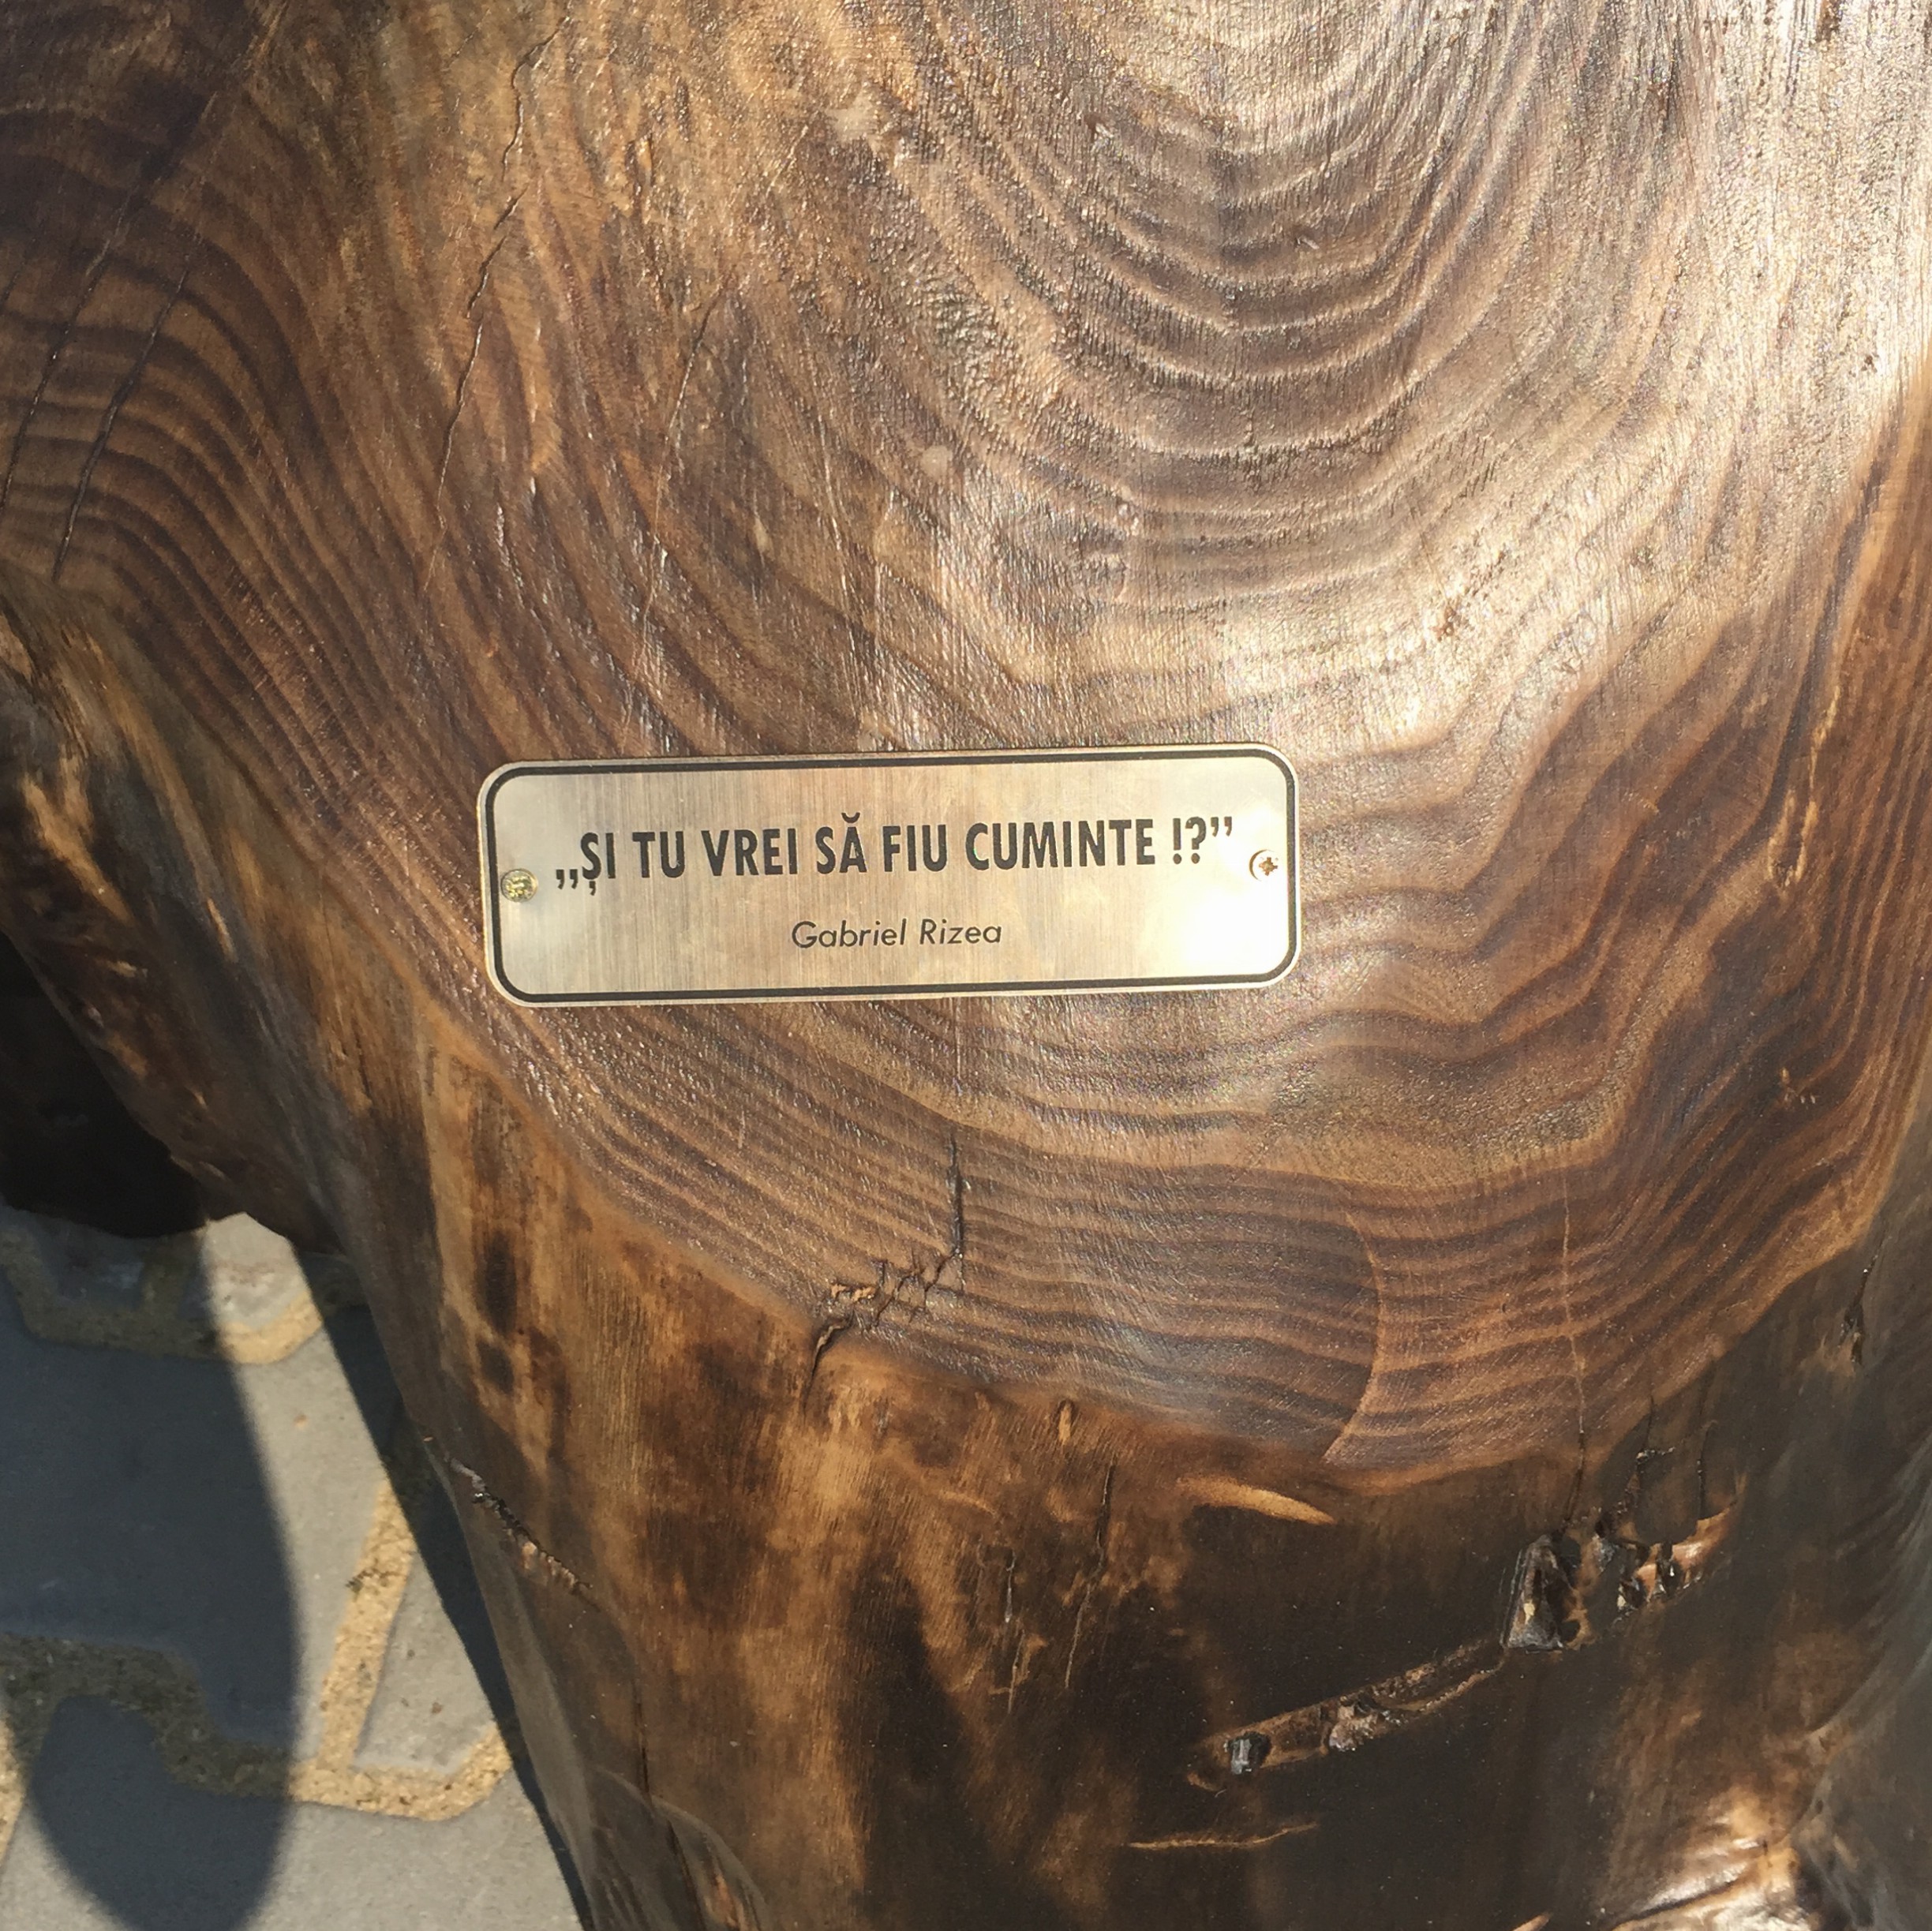 „ȘI TU VREI SĂ FIU CUMINTE !?”
Gabriel Rizea